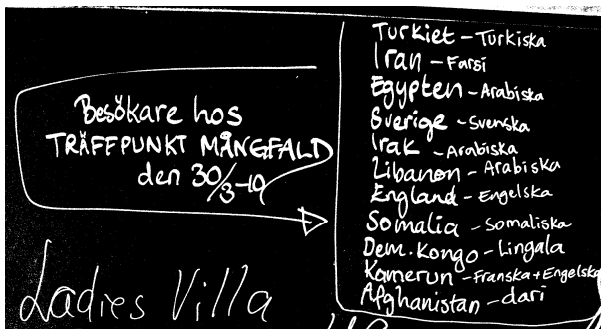 Besökare hos
TRÄFFPUNKT MÅNGFALD
den 30/3-19
Turkiet - Turkiska
Iran - Farsi
Egypten - Arabiska
Sverige - Svenska
Irak - Arabiska
Libanon - Arabiska
England - Engelska
Somalia - Somaliska
Dem. Kongo - Lingala
Kamerun - Franska + Engelska
Afghanistan - dari
Ladies Villa